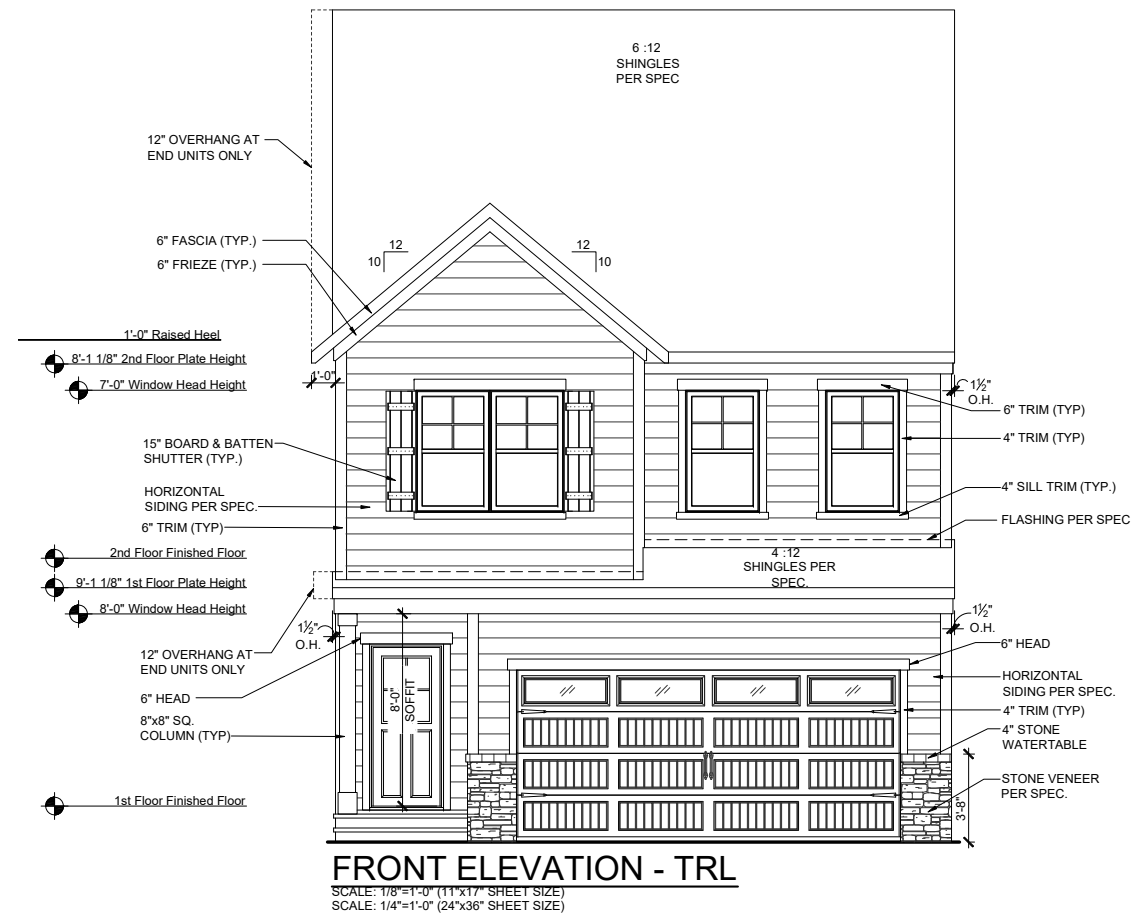 6 :12
SHINGLES
PER SPEC
12" OVERHANG AT
END UNITS ONLY
6" FASCIA (TYP.)
6" FRIEZE (TYP.)
12
10
12
10
1'-0" Raised Heel
8'-1 1/8" 2nd Floor Plate Height
7'-0" Window Head Height
1'-0"
1½"
O.H.
6" TRIM (TYP)
4" TRIM (TYP)
15" BOARD & BATTEN
SHUTTER (TYP.)
HORIZONTAL
SIDING PER SPEC.
6" TRIM (TYP)
4" SILL TRIM (TYP.)
FLASHING PER SPEC
2nd Floor Finished Floor
4 :12
SHINGLES PER
SPEC.
9'-1 1/8" 1st Floor Plate Height
8'-0" Window Head Height
1½"
O.H.
1½"
O.H.
12" OVERHANG AT
END UNITS ONLY
6" HEAD
8"x8" SQ.
COLUMN (TYP)
8'-0"
SOFFIT
6" HEAD
HORIZONTAL
SIDING PER SPEC.
4" TRIM (TYP)
4" STONE
WATERTABLE
STONE VENEER
PER SPEC.
3'-8"
1st Floor Finished Floor
FRONT ELEVATION - TRL
SCALE: 1/8"=1'-0" (11"x17" SHEET SIZE)
SCALE: 1/4"=1'-0" (24"x36" SHEET SIZE)